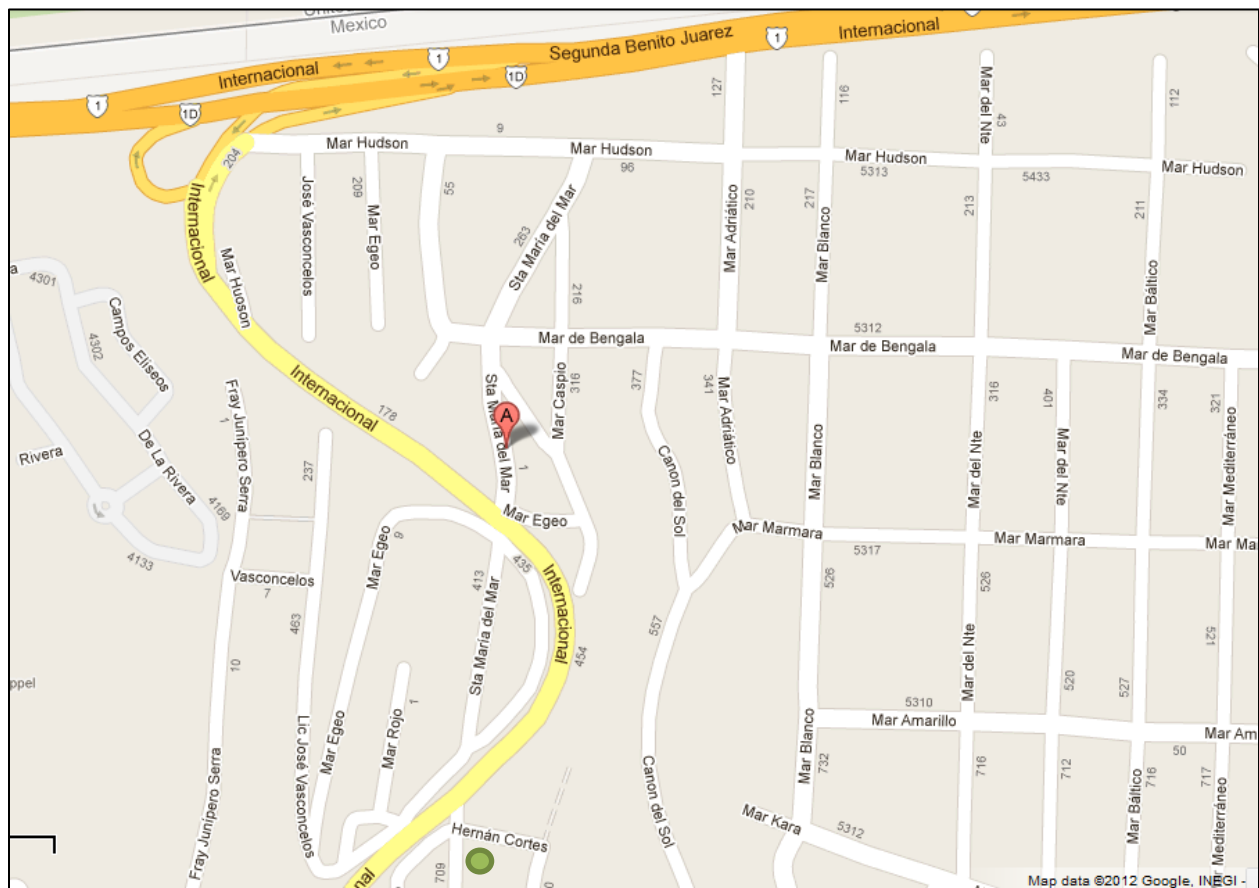 Mexico
Segunda Benito Juarez
1
Internacional
1
Internacional
1D
1
1D
127
116
Mar del Nte
43
112
9
204
Mar Hudson
Mar Hudson
96
Mar Hudson
5313
5433
Mar Hudson
José Vasconcelos
209
Mar Egeo
55
263
Sta María del Mar
Mar Adriático
210
217
Mar Blanco
213
211
Mar Báltico
Internacional
Mar Huoson
4301
Campos Eliseos
4302
216
Mar de Bengala
5312
Mar de Bengala
Mar de Bengala
Internacional
178
Fray Junipero Serra
1
Sta María del Mar
A
1
Mar Caspio
316
377
341
Mar Adriático
316
401
334
321
Mar Mediterráneo
Rivera
De La Rivera
4169
4133
237
Canon del Sol
Mar Blanco
Mar del Nte
Mar del Nte
Mar Egeo
Mar Marmara
5317
Mar Marmara
Mar Ma
Mar Egeo
9
435
413
Sta María del Mar
Internacional
454
Vasconcelos
7
463
526
526
521
557
10
ppel
Mar Rojo
1
Mar Egeo
Lic José Vasconcelos
Fray Junipero Serra
Mar del Nte
520
527
5310
Mar Amarillo
Mar Am
50
Mar Blanco
732
716
712
Mar Báltico
716
717
Mar Mediterráneo
Canon del Sol
Mar Kara
5312
Hernán Cortes
709
nal
Map data ©2012 Google, INEGI -